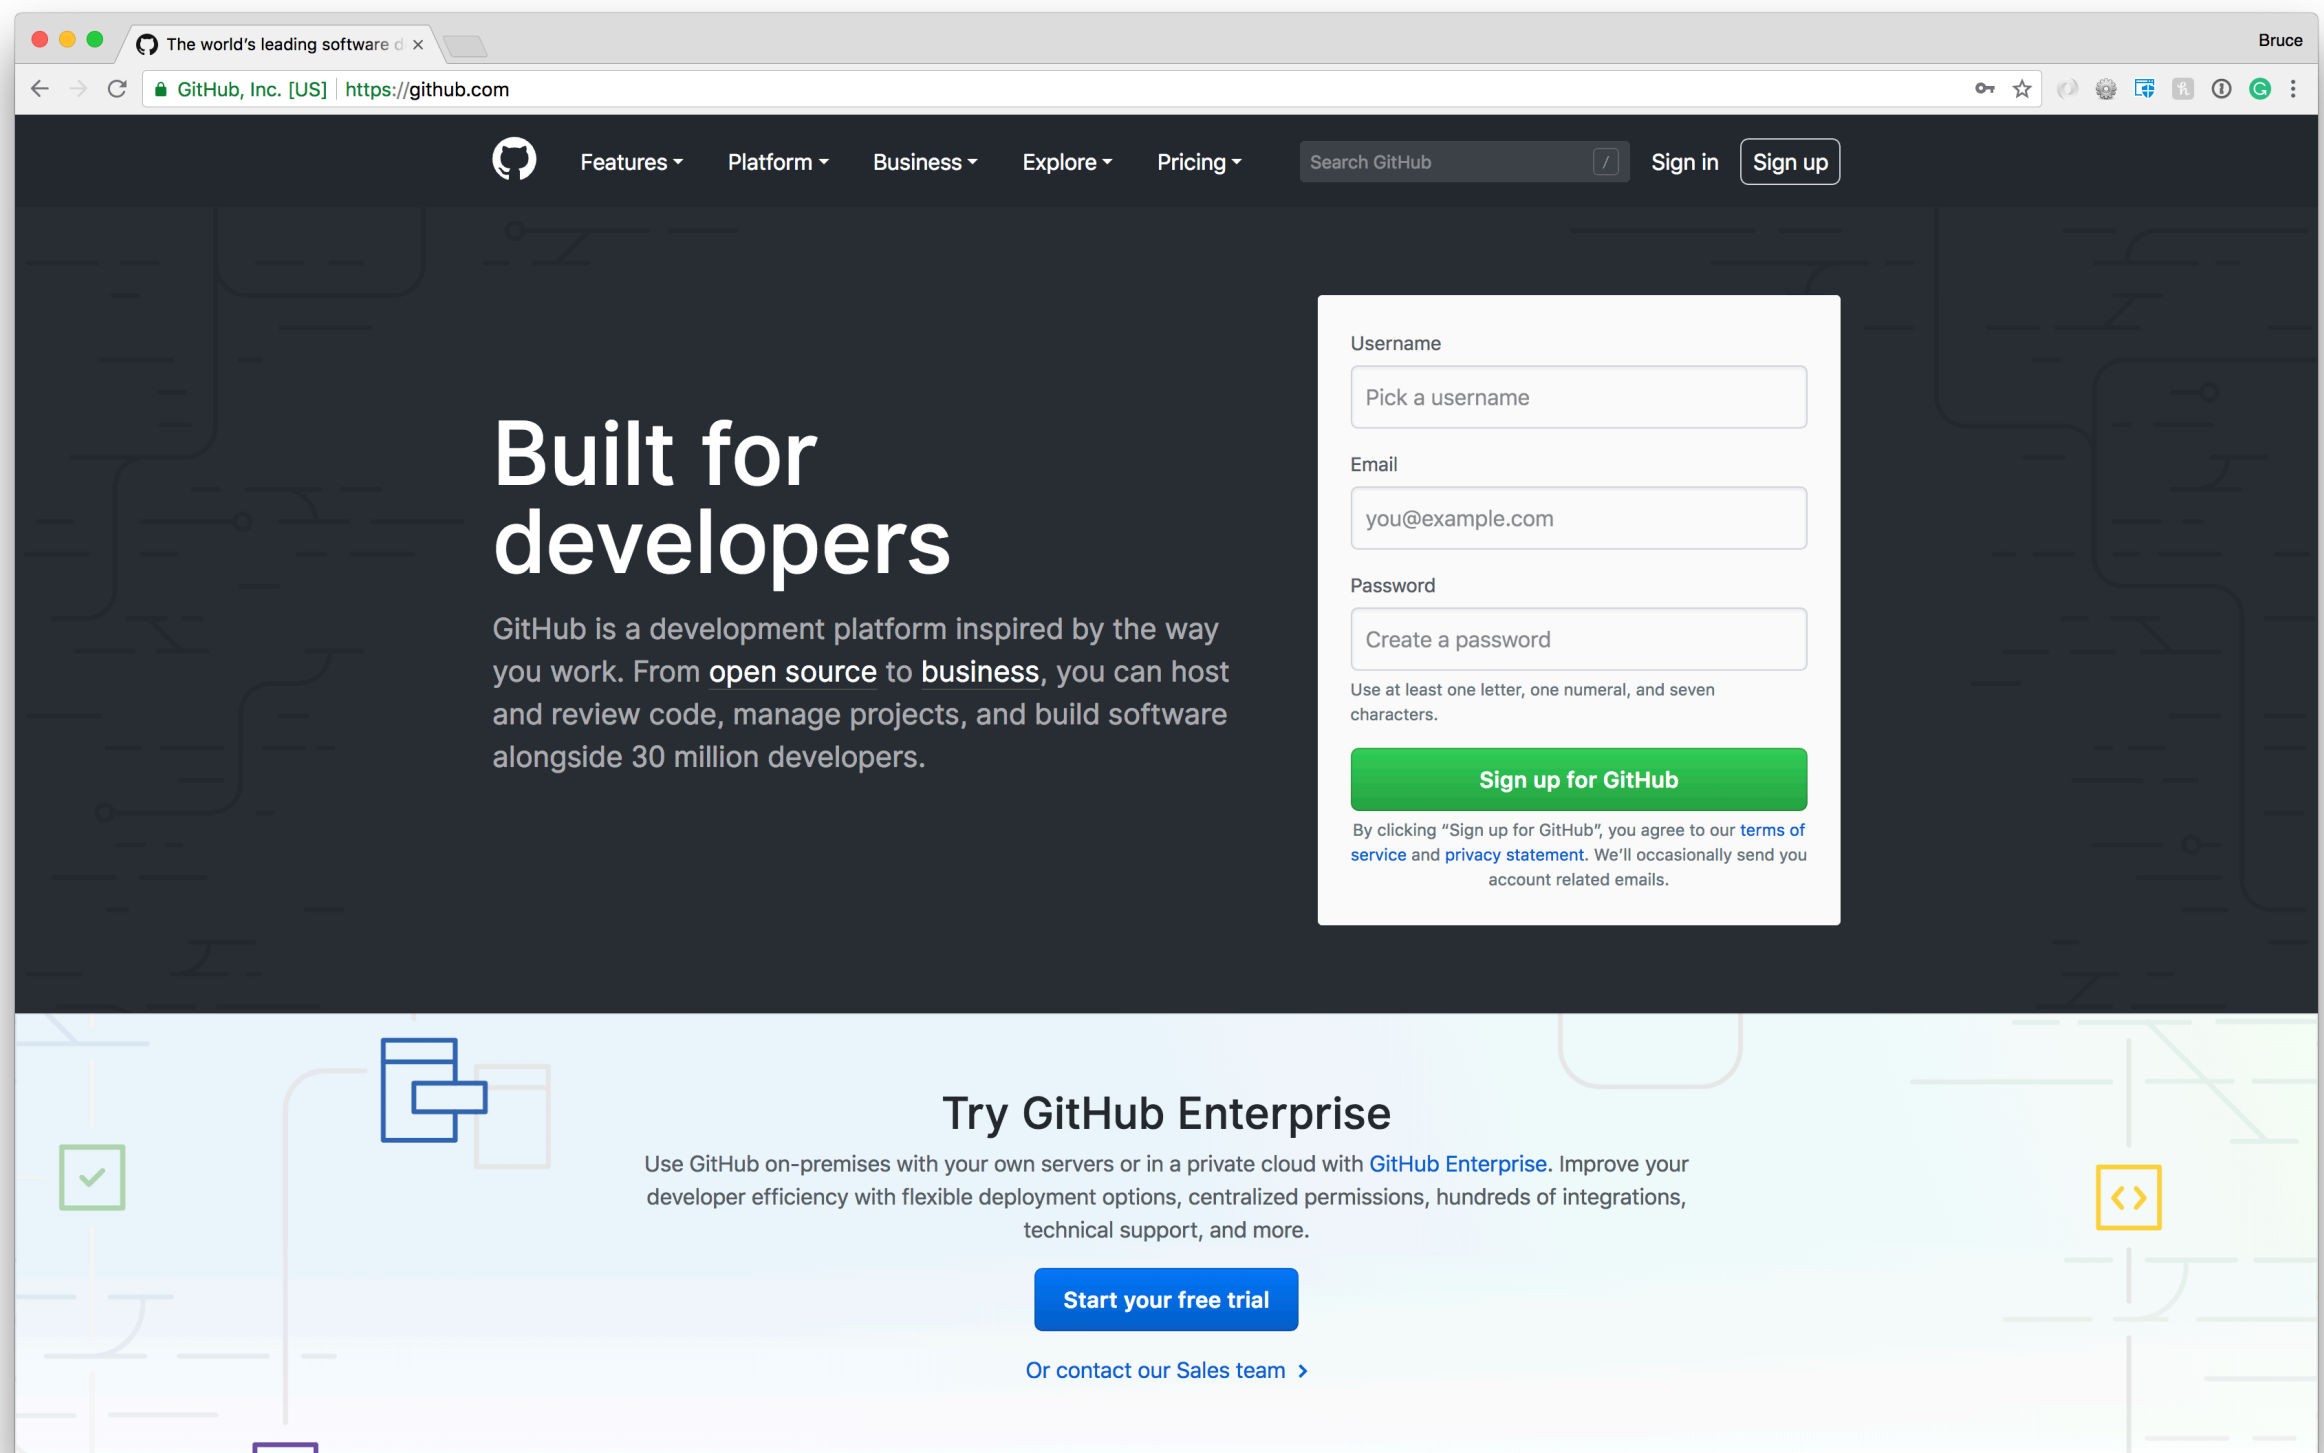 The world's leading software d
Bruce
GitHub, Inc. [US] https://github.com
Features Platform Business Explore Pricing Search GitHub / Sign in Sign up
Built for
developers
GitHub is a development platform inspired by the way
you work. From open source to business, you can host
and review code, manage projects, and build software
alongside 30 million developers.
Username
Pick a username
Email
you@example.com
Password
Create a password
Use at least one letter, one numeral, and seven
characters.
Sign up for GitHub
By clicking “Sign up for GitHub”, you agree to our terms of
service and privacy statement. We’ll occasionally send you
account related emails.
Try GitHub Enterprise
Use GitHub on-premises with your own servers or in a private cloud with GitHub Enterprise. Improve your
developer efficiency with flexible deployment options, centralized permissions, hundreds of integrations,
technical support, and more.
Start your free trial
Or contact our Sales team